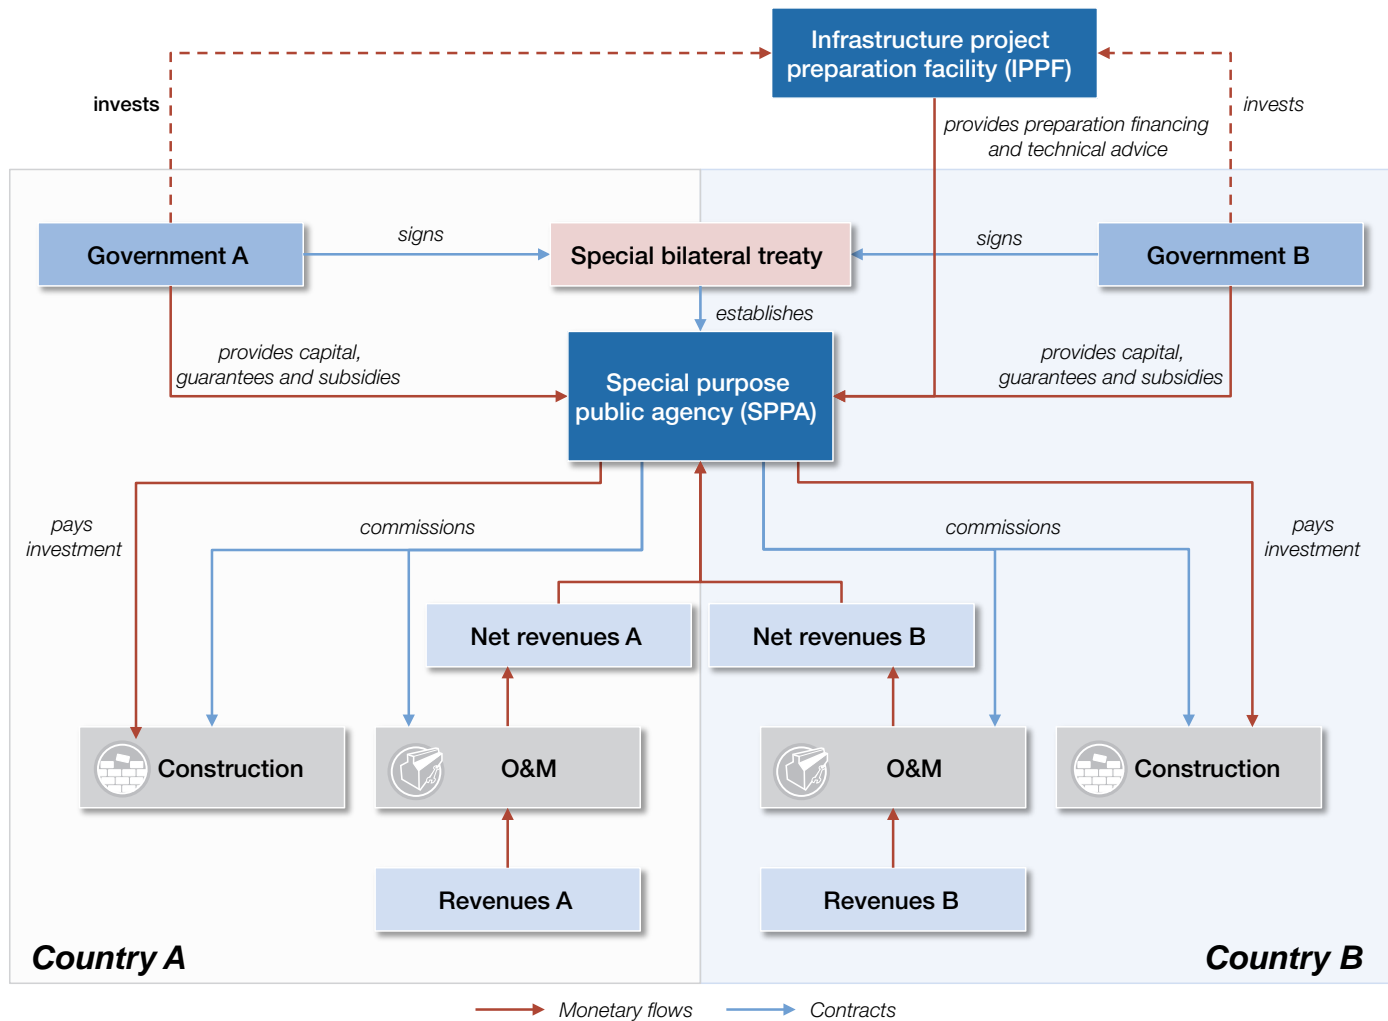 Infrastructure project
preparation facility (IPPF)
invests
invests
provides preparation financing
and technical advice
Government A
signs
Special bilateral treaty
signs
Government B
establishes
provides capital,
guarantees and subsidies
Special purpose
public agency (SPPA)
provides capital,
guarantees and subsidies
pays
investment
commissions
commissions
pays
investment
Net revenues A
Net revenues B
Construction
O&M
O&M
Construction
Revenues A
Revenues B
Country A
Country B
Monetary flows
Contracts